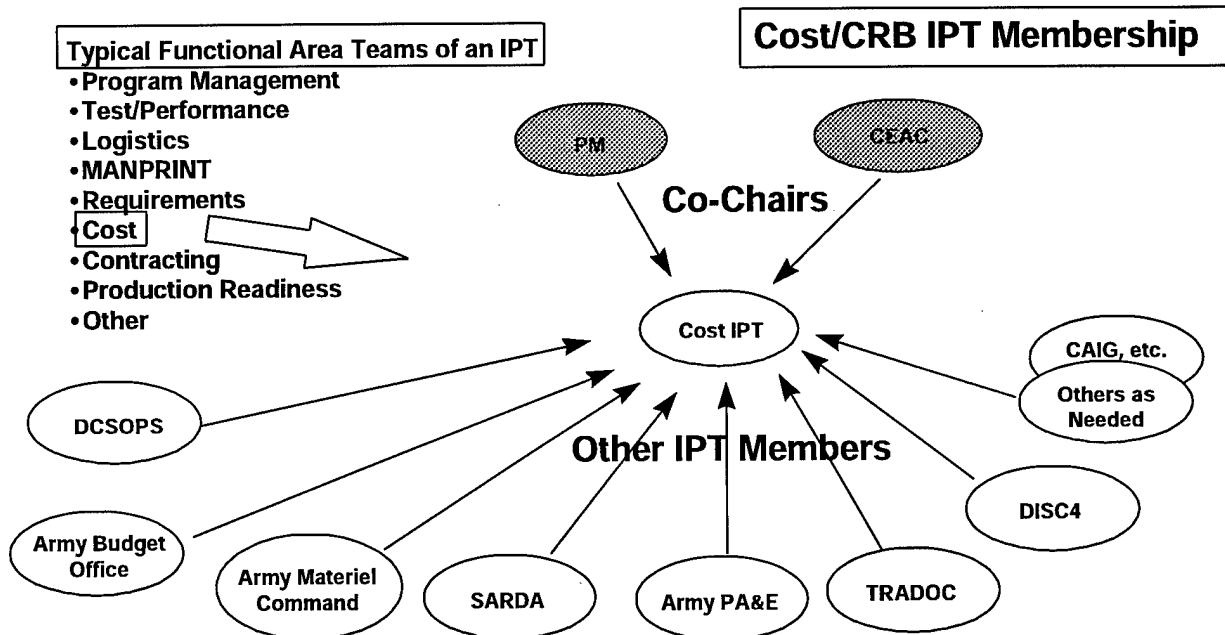 Typical Functional Area Teams of an IPT
•Program Management
•Test/Performance
•Logistics
•MANPRINT
•Requirements
•Cost
•Contracting
•Production Readiness
•Other
Cost/CRB IPT Membership
PM
CEAC
Co-Chairs
Cost IPT
CAIG, etc.
Others as
Needed
DCSOPS
Other IPT Members
DISC4
Army Budget
Office
Army Materiel
Command
SARDA
Army PA&E
TRADOC